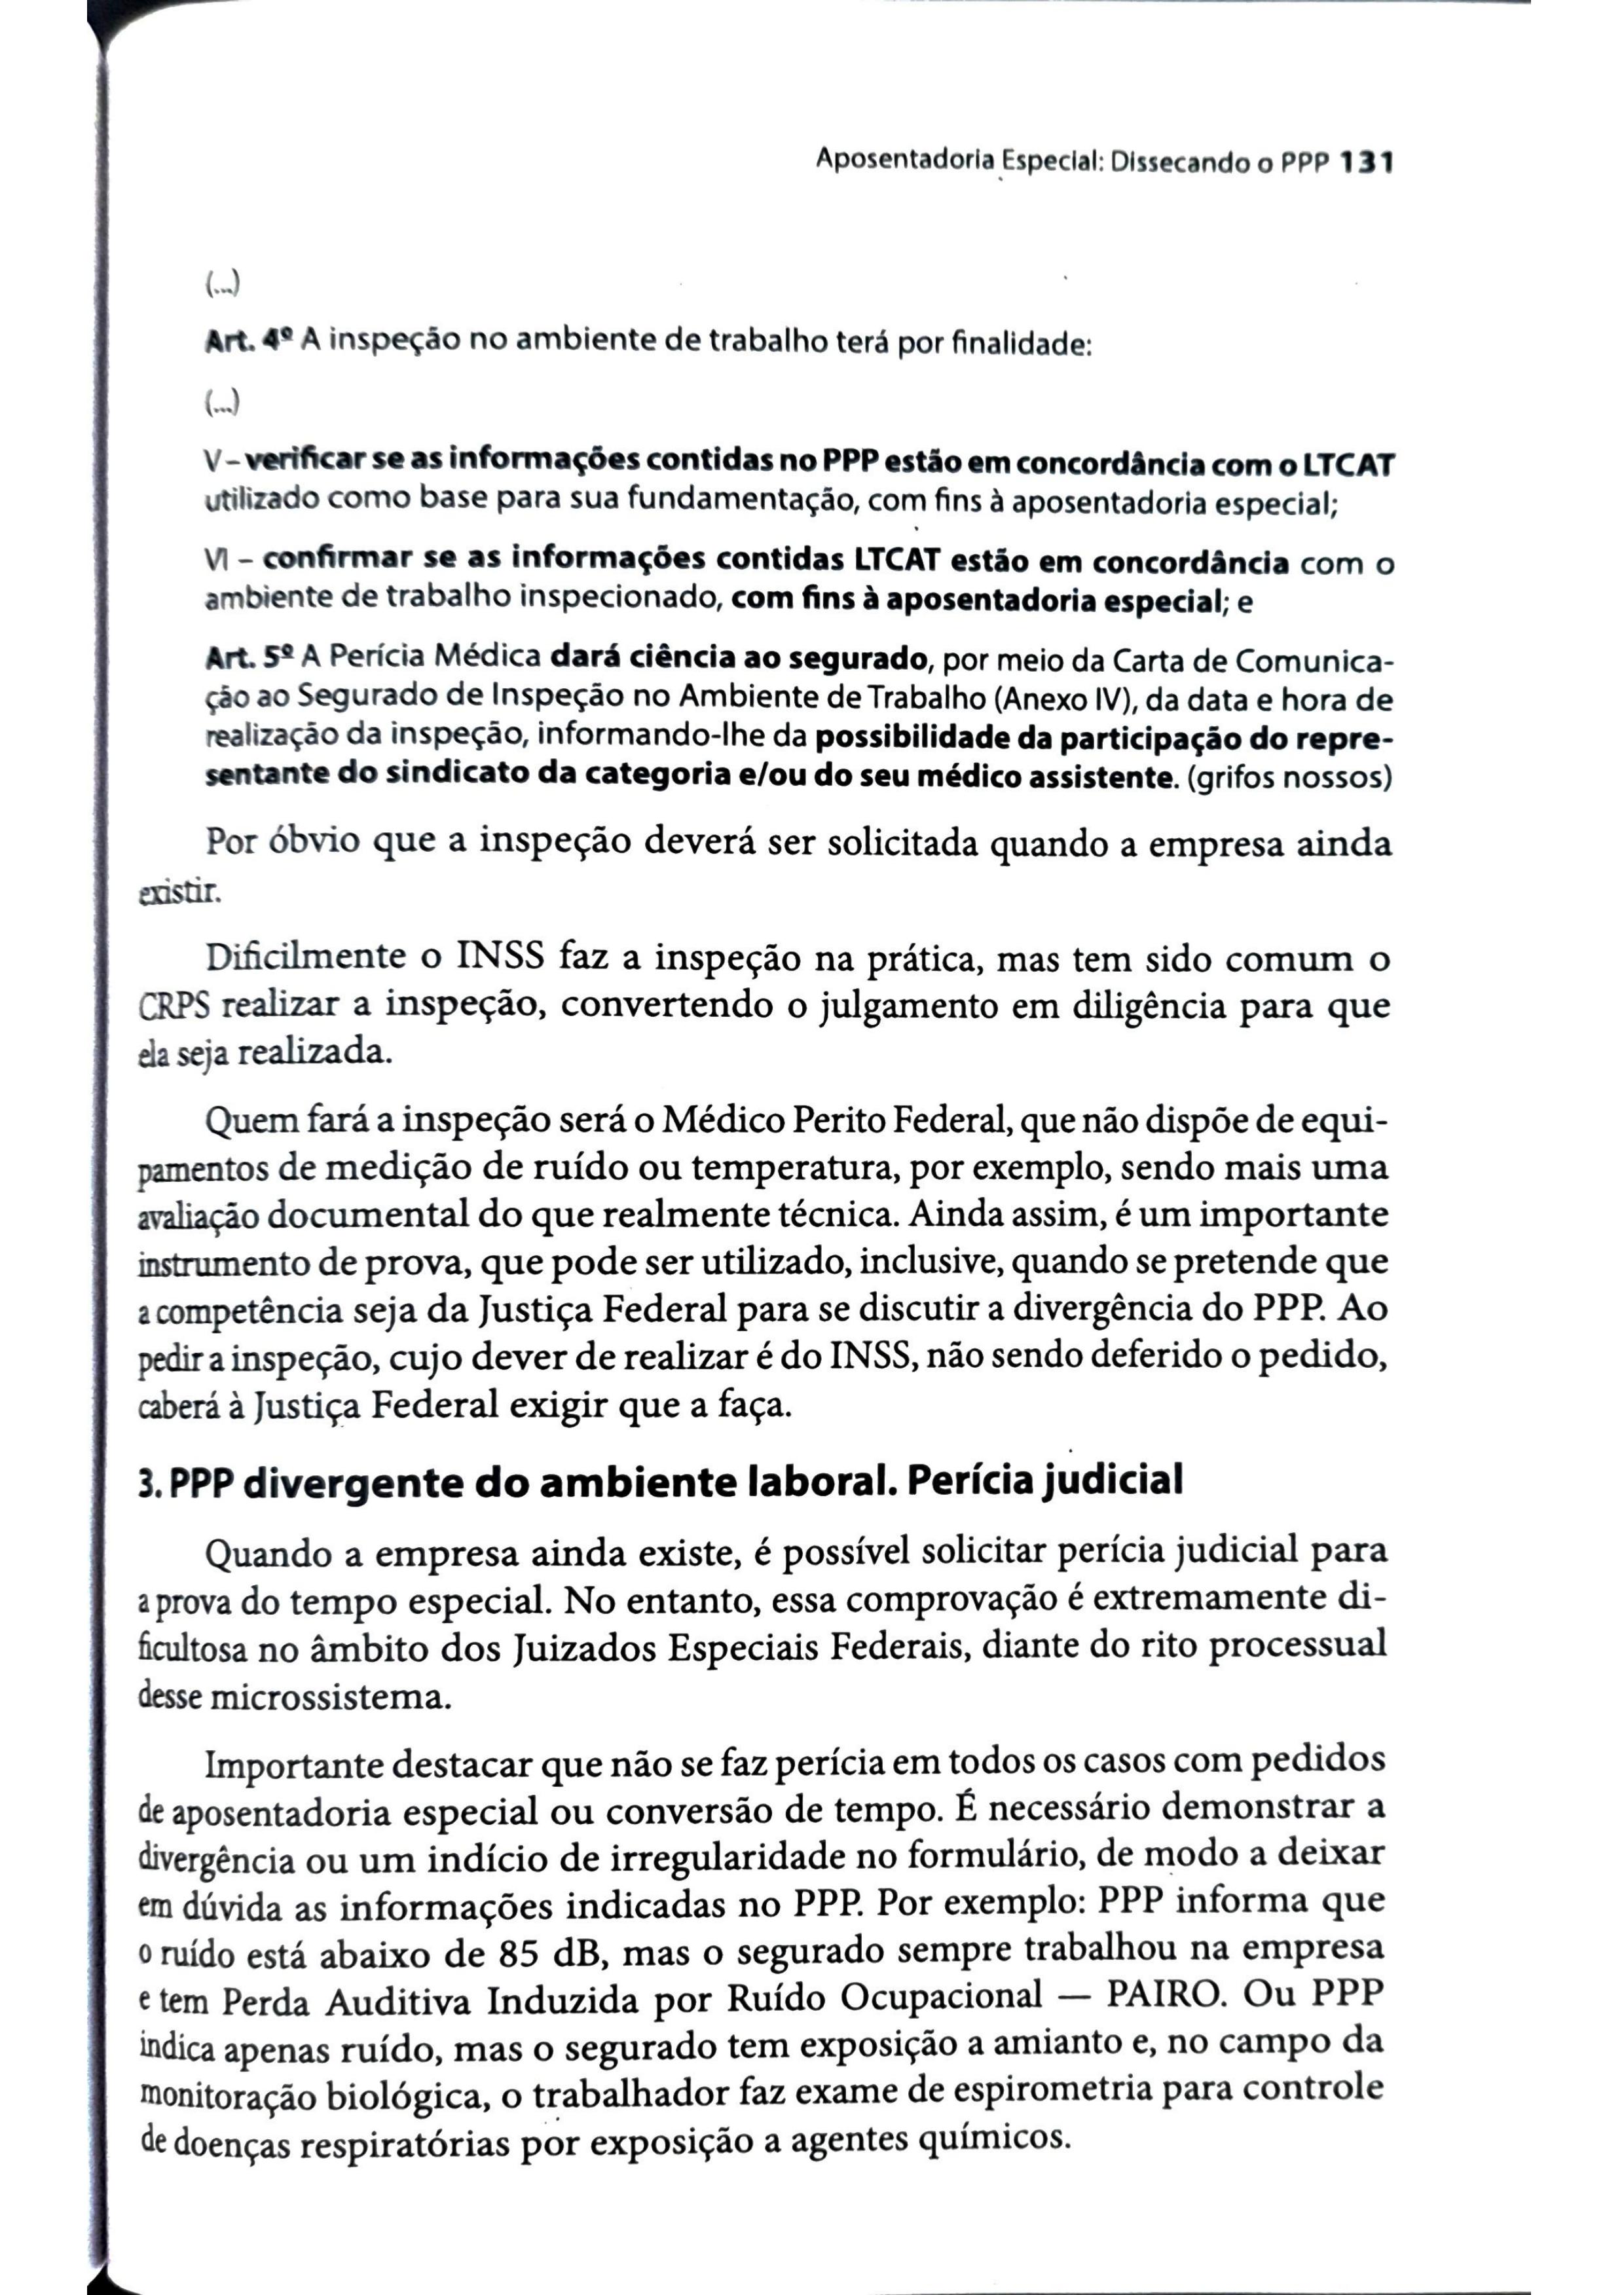 Aposentadoria Especial: Dissecando o PPP 131
(...)
Art. 4º A inspeção no ambiente de trabalho terá por finalidade:
(...)
V – verificar se as informações contidas no PPP estão em concordância com o LTCAT
utilizado como base para sua fundamentação, com fins à aposentadoria especial;
VI – confirmar se as informações contidas LTCAT estão em concordância com o
ambiente de trabalho inspecionado, com fins à aposentadoria especial; e
Art. 5º A Perícia Médica dará ciência ao segurado, por meio da Carta de Comunica-
ção ao Segurado de Inspeção no Ambiente de Trabalho (Anexo IV), da data e hora de
realização da inspeção, informando-lhe da possibilidade da participação do repre-
sentante do sindicato da categoria e/ou do seu médico assistente. (grifos nossos)
Por óbvio que a inspeção deverá ser solicitada quando a empresa ainda
existir.
Dificilmente o INSS faz a inspeção na prática, mas tem sido comum o
CRPS realizar a inspeção, convertendo o julgamento em diligência para que
ela seja realizada.
Quem fará a inspeção será o Médico Perito Federal, que não dispõe de equi-
pamentos de medição de ruído ou temperatura, por exemplo, sendo mais uma
avaliação documental do que realmente técnica. Ainda assim, é um importante
instrumento de prova, que pode ser utilizado, inclusive, quando se pretende que
a competência seja da Justiça Federal para se discutir a divergência do PPP. Ao
pedir a inspeção, cujo dever de realizar é do INSS, não sendo deferido o pedido,
caberá à Justiça Federal exigir que a faça.
3. PPP divergente do ambiente laboral. Perícia judicial
Quando a empresa ainda existe, é possível solicitar perícia judicial para
a prova do tempo especial. No entanto, essa comprovação é extremamente di-
ficultosa no âmbito dos Juizados Especiais Federais, diante do rito processual
desse microssistema.
Importante destacar que não se faz perícia em todos os casos com pedidos
de aposentadoria especial ou conversão de tempo. É necessário demonstrar a
divergência ou um indício de irregularidade no formulário, de modo a deixar
em dúvida as informações indicadas no PPP. Por exemplo: PPP informa que
o ruído está abaixo de 85 dB, mas o segurado sempre trabalhou na empresa
e tem Perda Auditiva Induzida por Ruído Ocupacional — PAIRO. Ou PPP
indica apenas ruído, mas o segurado tem exposição a amianto e, no campo da
monitoração biológica, o trabalhador faz exame de espirometria para controle
de doenças respiratórias por exposição a agentes químicos.